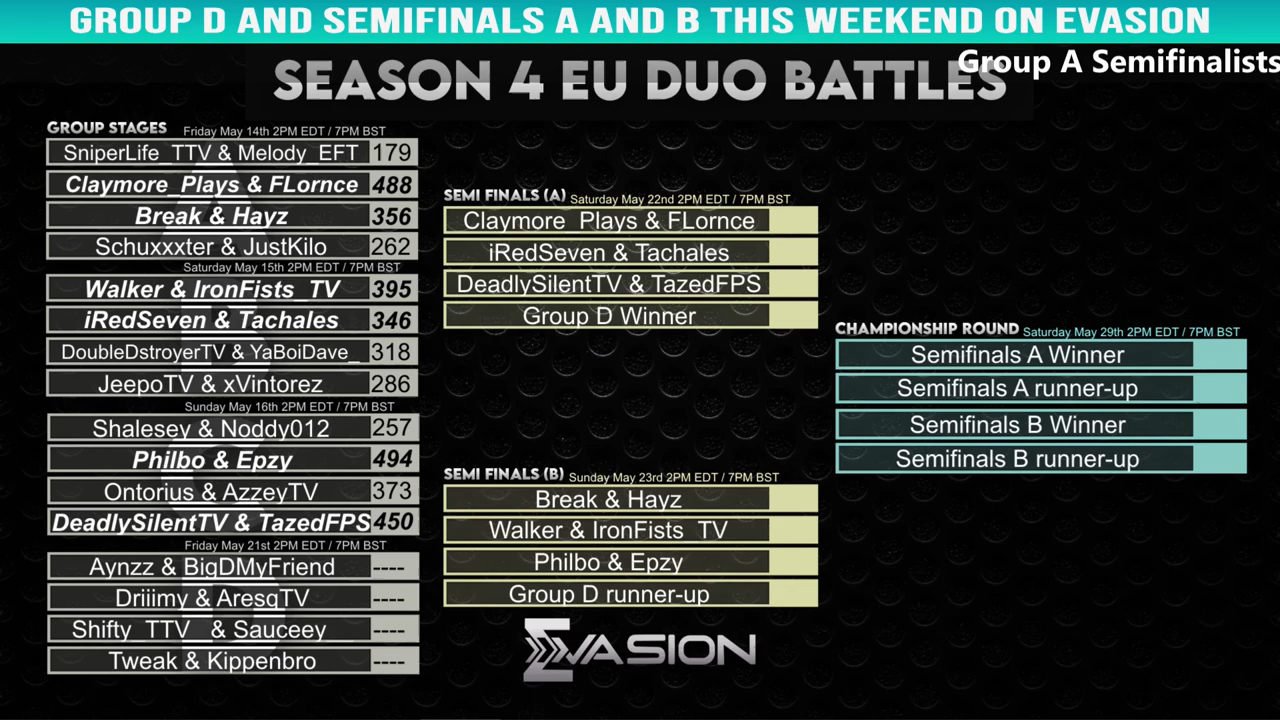 GROUP D AND SEMIFINALS A AND B THIS WEEKEND ON EVASION
Group A Semifinalists
SEASON 4 EU DUO BATTLES
GROUP STAGES Friday May 14th 2PM EDT / 7PM BST
SniperLife_TTV & Melody_EFT 179
Claymore_Plays & FLornce 488
Break & Hayz 356
Schuxxxter & JustKilo 262
Saturday May 15th 2PM EDT / 7PM BST
Walker & IronFists_TV 395
iRedSeven & Tachales 346
DoubleDstroyerTV & YaBoiDave_ 318
JeepoTV & xVintorez 286
Sunday May 16th 2PM EDT / 7PM BST
Shalesey & Noddy012 257
Philbo & Epzy 494
Ontorius & AzzeyTV 373
DeadlySilentTV & TazedFPS 450
Friday May 21st 2PM EDT / 7PM BST
Aynzz & BigDMyFriend ----
Driiimy & AresqTV ----
Shifty_TTV_ & Sauceey ----
Tweak & Kippenbro ----
SEMI FINALS (A) Saturday May 22nd 2PM EDT / 7PM BST
Claymore_Plays & FLornce
iRedSeven & Tachales
DeadlySilentTV & TazedFPS
Group D Winner
SEMI FINALS (B) Sunday May 23rd 2PM EDT / 7PM BST
Break & Hayz
Walker & IronFists_TV
Philbo & Epzy
Group D runner-up
EVASION
CHAMPIONSHIP ROUND Saturday May 29th 2PM EDT / 7PM BST
Semifinals A Winner
Semifinals A runner-up
Semifinals B Winner
Semifinals B runner-up